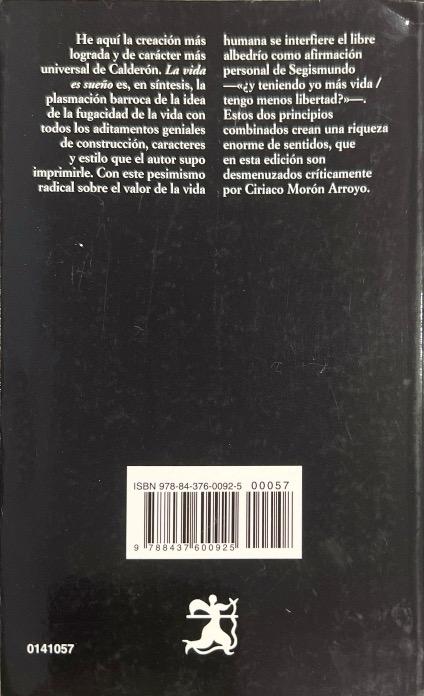 He aquí la creación más
lograda y de carácter más
universal de Calderón. La vida
es sueño es, en síntesis, la
plasmación barroca de la idea
de la fugacidad de la vida con
todos los aditamentos geniales
de construcción, caracteres
y estilo que el autor supo
imprimirle. Con este pesimismo
radical sobre el valor de la vida
humana se interfiere el libre
albedrío como afirmación
personal de Segismundo
—«¿y teniendo yo más vida /
tengo menos libertad?»—.
Estos dos principios
combinados crean una riqueza
enorme de sentidos, que
en esta edición son
desmenuzados críticamente
por Ciriaco Morón Arroyo.
ISBN 978-84-376-0092-5
00057
9 788437 600925
0141057